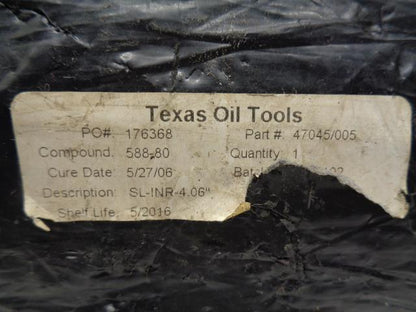 Texas Oil Tools
PO#: 176368 Part #: 47045/005
Compound: 588-80 Quantity: 1
Cure Date: 5/27/06
Description: SL-INR-4.06"
Shelf Life: 5/2016